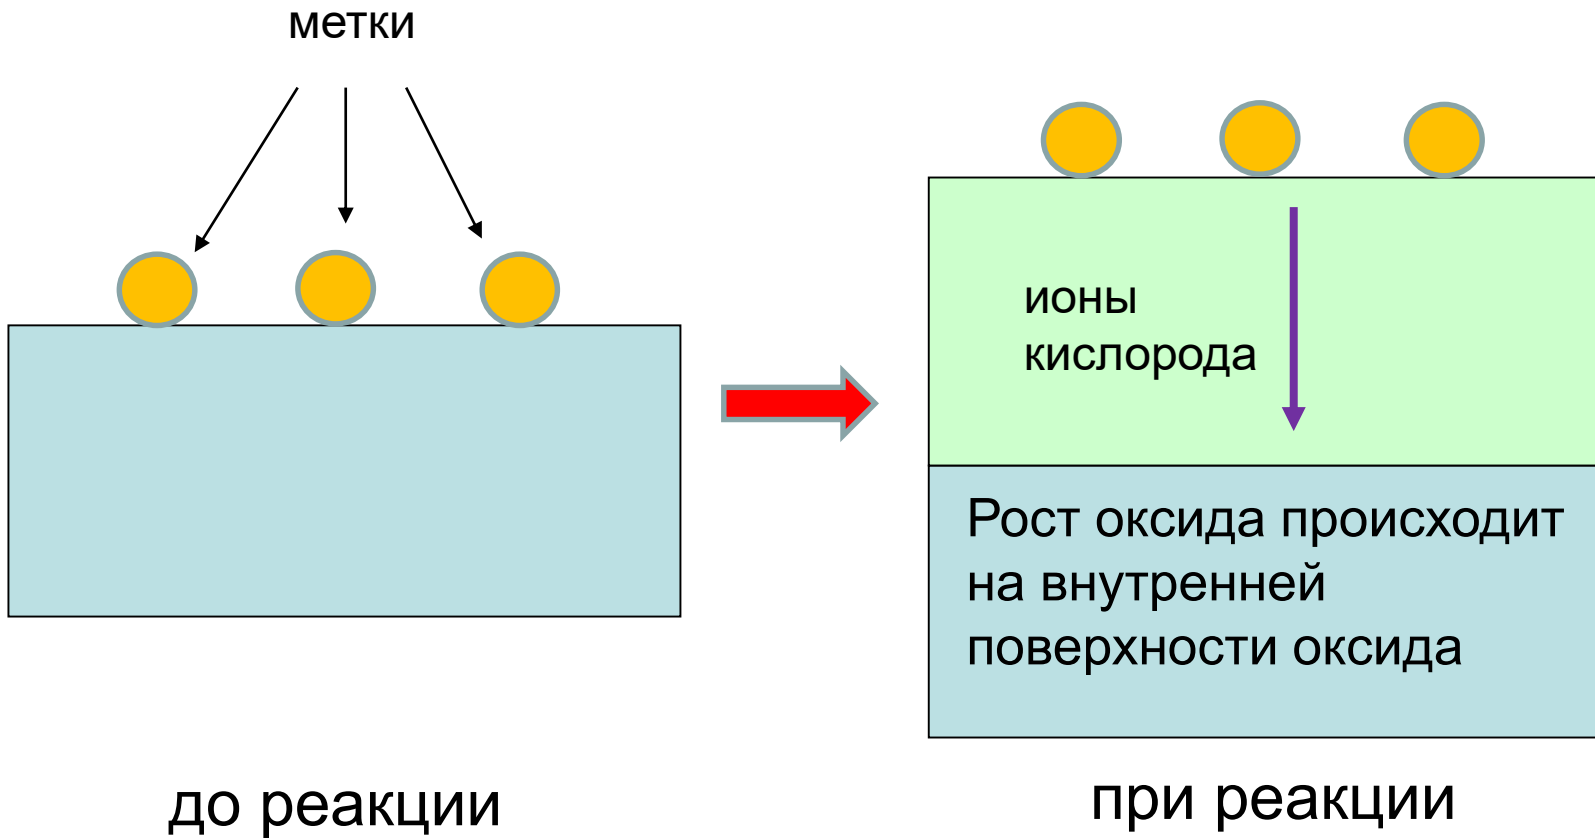 метки
ионы
кислорода
Рост оксида происходит
на внутренней
поверхности оксида
до реакции
при реакции